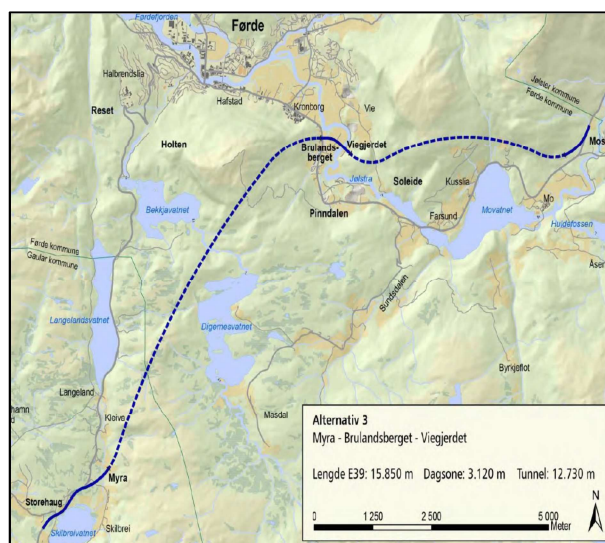 Førdefjorden
Førde
Halbrendslia
Jølster kommune
Førde kommune
Hafstad
Reset
Kronborg
Vie
Holten
Brulands-
berget
Viegjerdet
Mos
Jølstra
Soleide
Kusslia
Bekkjavatnet
Pinndalen
Farsund
Movatnet
Mo
Huldefossen
Førde kommune
Gaular kommune
Åsen
Sundsdalen
Langelandsvatnet
Digernesvatnet
Byrkjeflot
Langeland
hamn
Kleive
Masdal
Myra
Storehaug
Skilbrei
Skilbreivatnet
Alternativ 3
Myra - Brulandsberget - Viegjerdet
Lengde E39: 15.850 m Dagsone: 3.120 m Tunnel: 12.730 m
N
0 1 250 2 500 5 000
Meter